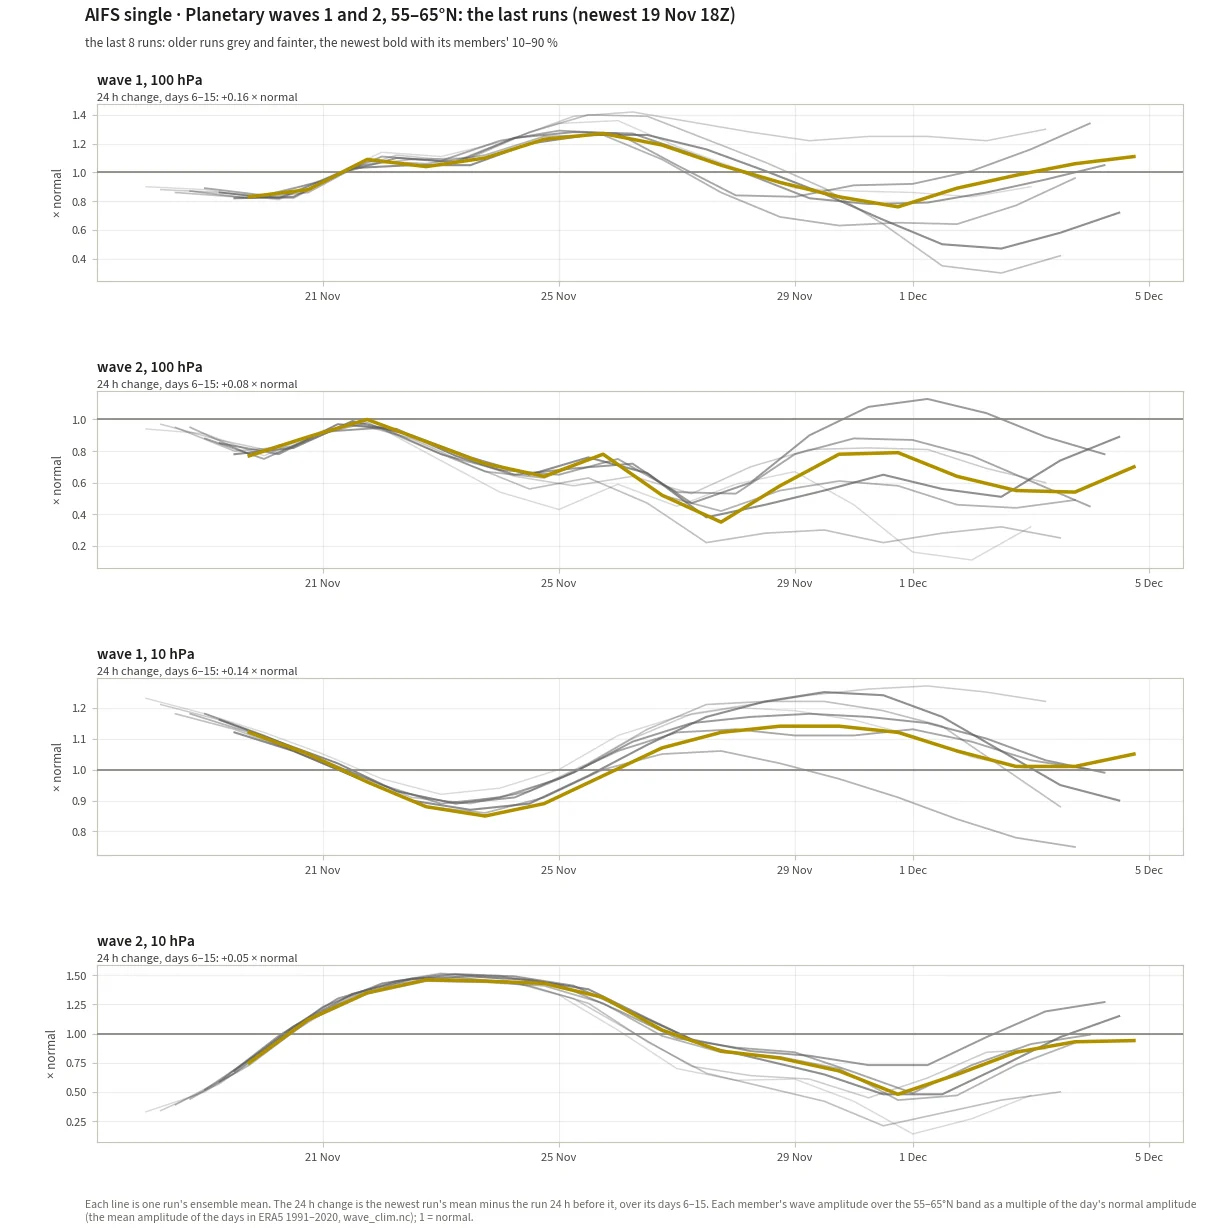 AIFS single · Planetary waves 1 and 2, 55–65°N: the last runs (newest 19 Nov 18Z)
the last 8 runs: older runs grey and fainter, the newest bold with its members' 10–90 %
wave 1, 100 hPa
24 h change, days 6–15: +0.16 × normal
1.4
1.2
1.0
0.8
0.6
0.4
× normal
21 Nov 25 Nov 29 Nov 1 Dec 5 Dec
wave 2, 100 hPa
24 h change, days 6–15: +0.08 × normal
1.0
0.8
0.6
0.4
0.2
× normal
21 Nov 25 Nov 29 Nov 1 Dec 5 Dec
wave 1, 10 hPa
24 h change, days 6–15: +0.14 × normal
1.2
1.1
1.0
0.9
0.8
× normal
21 Nov 25 Nov 29 Nov 1 Dec 5 Dec
wave 2, 10 hPa
24 h change, days 6–15: +0.05 × normal
1.50
1.25
1.00
0.75
0.50
0.25
× normal
21 Nov 25 Nov 29 Nov 1 Dec 5 Dec
Each line is one run's ensemble mean. The 24 h change is the newest run's mean minus the run 24 h before it, over its days 6–15. Each member's wave amplitude over the 55–65°N band as a multiple of the day's normal amplitude
(the mean amplitude of the days in ERA5 1991–2020, wave_clim.nc); 1 = normal.